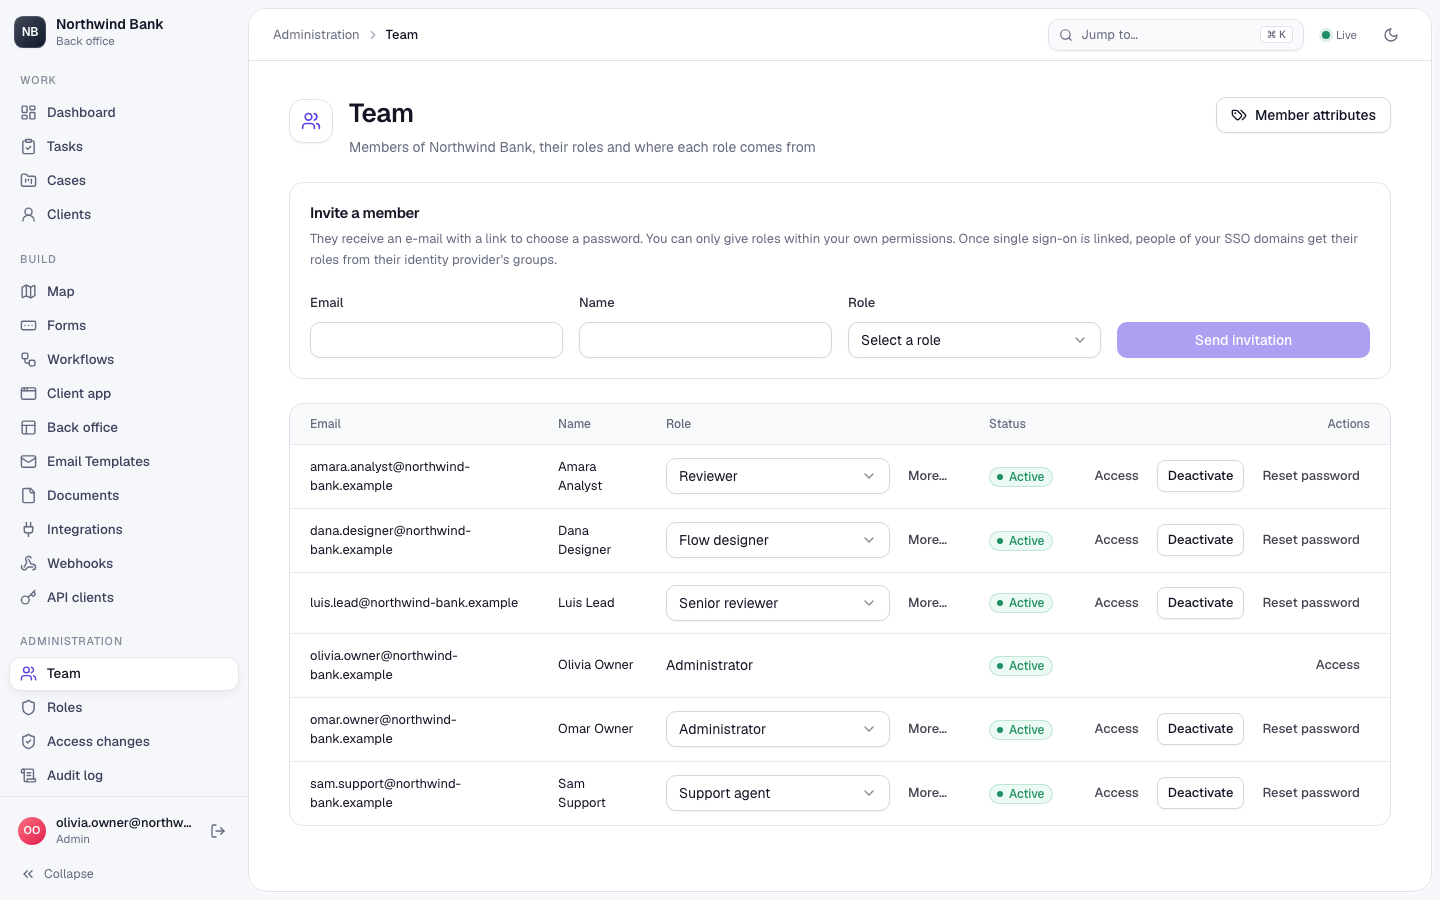 NB
Northwind Bank
Back office
WORK
Dashboard
Tasks
Cases
Clients
BUILD
Map
Forms
Workflows
Client app
Back office
Email Templates
Documents
Integrations
Webhooks
API clients
ADMINISTRATION
Team
Roles
Access changes
Audit log
OO
olivia.owner@northw...
Admin
Collapse
Administration > Team
Jump to...
⌘ K
Live
Team
Members of Northwind Bank, their roles and where each role comes from
Member attributes
Invite a member
They receive an e-mail with a link to choose a password. You can only give roles within your own permissions. Once single sign-on is linked, people of your SSO domains get their
roles from their identity provider's groups.
Email Name Role
Select a role
Send invitation
Email Name Role Status Actions
amara.analyst@northwind-
bank.example
Amara
Analyst
Reviewer More... Active Access Deactivate Reset password
dana.designer@northwind-
bank.example
Dana
Designer
Flow designer More... Active Access Deactivate Reset password
luis.lead@northwind-bank.example Luis Lead Senior reviewer More... Active Access Deactivate Reset password
olivia.owner@northwind-
bank.example
Olivia Owner Administrator Active Access
omar.owner@northwind-
bank.example
Omar Owner Administrator More... Active Access Deactivate Reset password
sam.support@northwind-
bank.example
Sam
Support
Support agent More... Active Access Deactivate Reset password